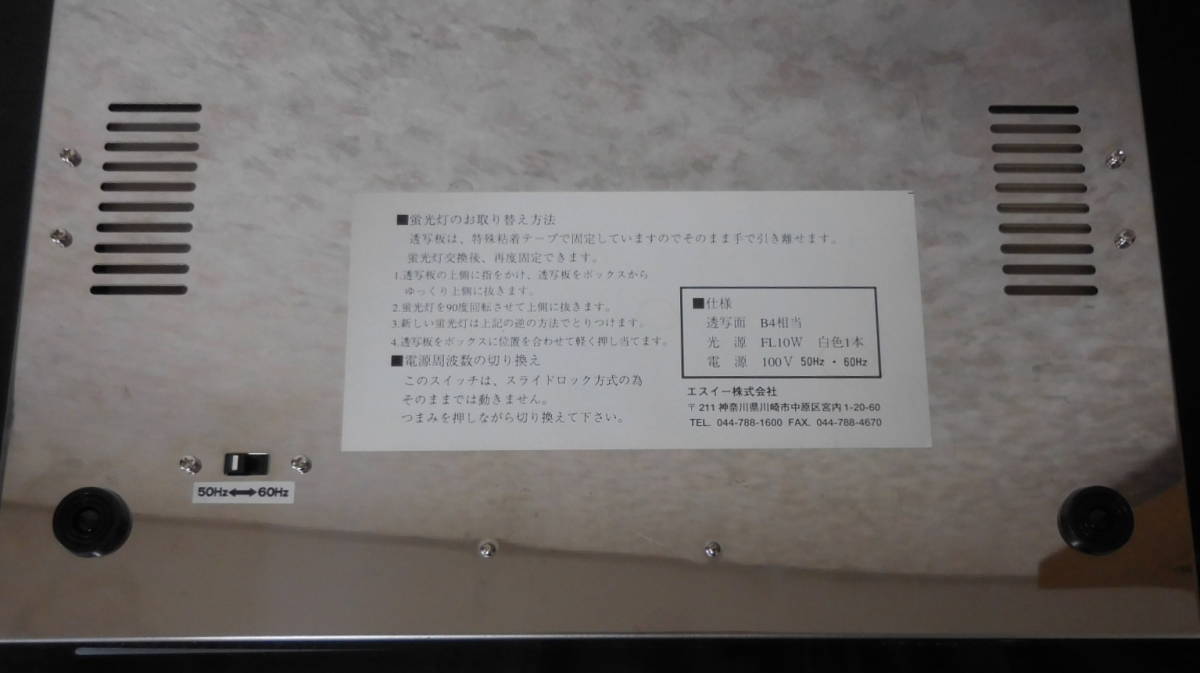 ■蛍光灯のお取り替え方法
透写板は、特殊粘着テープで固定していますのでそのまま手で引き離せます。
蛍光灯交換後、再度固定できます。
1.透写板の上側に指をかけ、透写板をボックスから
ゆっくり上側に抜きます。
2.蛍光灯を90度回転させて上側に抜きます。
3.新しい蛍光灯は上記の逆の方法でとりつけます。
4.透写板をボックスに位置を合わせて軽く押し当てます。
■電源周波数の切り換え
このスイッチは、スライドロック方式の為
そのままでは動きません。
つまみを押しながら切り換えて下さい。
■仕様
透写面 B4相当
光 源 FL10W 白色1本
電 源 100V 50Hz・60Hz
エスイー株式会社
〒211 神奈川県川崎市中原区宮内1-20-60
TEL. 044-788-1600 FAX. 044-788-4670
50Hz⟷60Hz